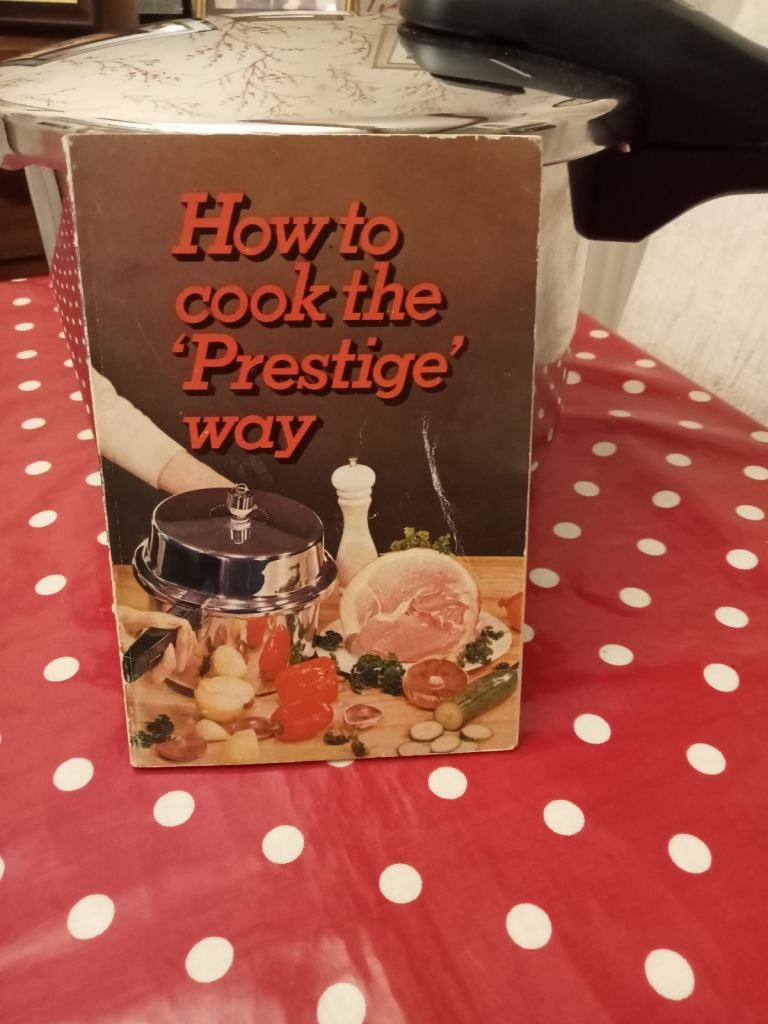 How to
cook the
‘Prestige’
way